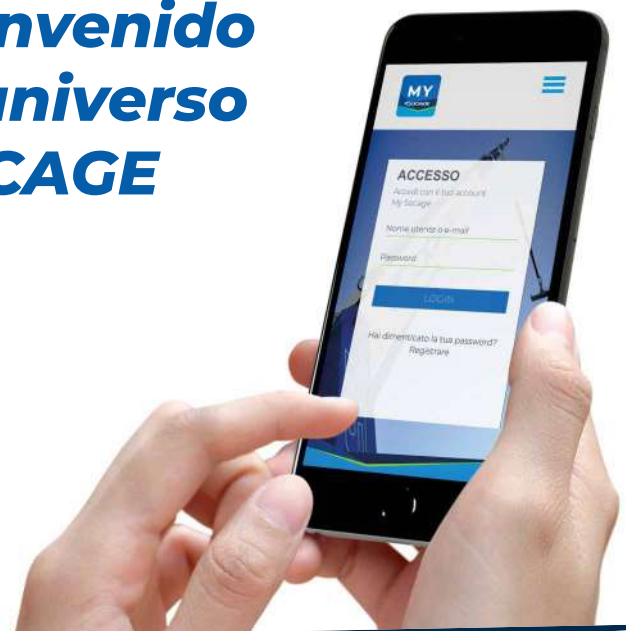 nvenido
universo
CAGE
MY
SOCAGE
ACCESSO
Accedi con il tuo account
My Socage
Nome utente o e-mail
Password
LOGIN
Hai dimenticato la tua password?
Registrare